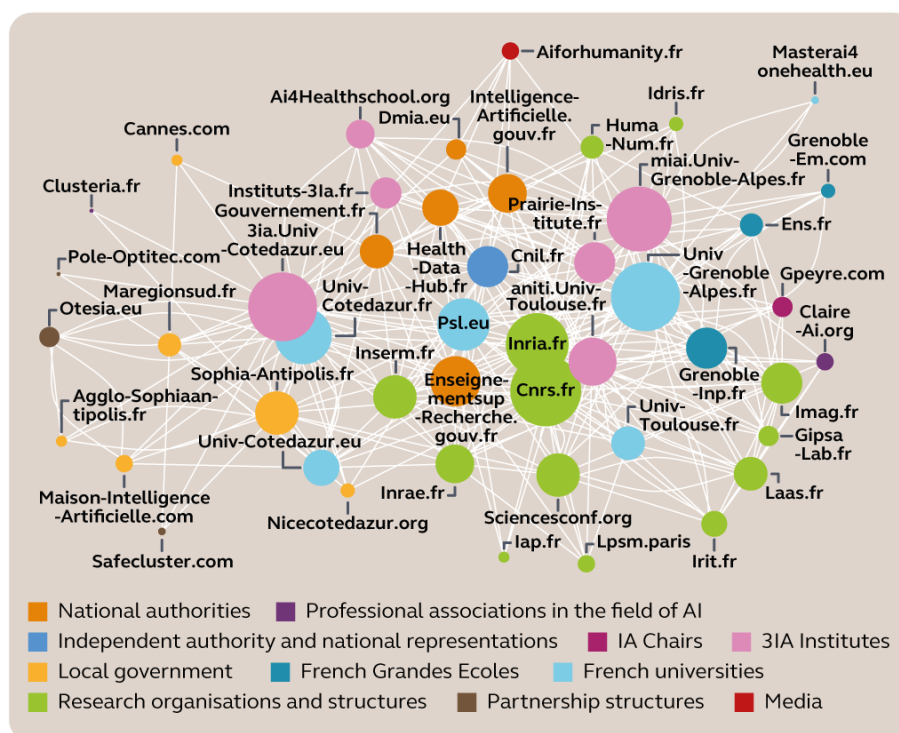 Aiforhumanity.fr
Masterai4
onehealth.eu
Ai4Healthschool.org
Dmia.eu
Intelligence-
Artificielle.
gouv.fr
Idris.fr
Huma
-Num.fr
Cannes.com
Grenoble
-Em.com
miai.Univ-
Grenoble-Alpes.fr
Clusteria.fr
Instituts-3Ia.fr
Gouvernement.fr
3ia.Univ
-Cotedazur.eu
Prairie-Ins-
titute.fr
Ens.fr
Pole-Optitec.com
Health
-Data
-Hub.fr
Cnil.fr
Univ
-Grenoble
-Alpes.fr
Gpeyre.com
Maregionsud.fr
Otesia.eu
Univ-
Cotedazur.fr
aniti.Univ-
Toulouse.fr
Claire
-Ai.org
Psl.eu
Inria.fr
Inserm.fr
Sophia-Antipolis.fr
Enseigne-
mentsup
-Recherche.
gouv.fr
Cnrs.fr
Grenoble
-Inp.fr
Agglo-Sophiaan-
tipolis.fr
Univ-
Toulouse.fr
Imag.fr
Gipsa
-Lab.fr
Univ-Cotedazur.eu
Maison-Intelligence
-Artificielle.com
Inrae.fr
Laas.fr
Nicecotedazur.org
Sciencesconf.org
Safecluster.com
Iap.fr
Lpsm.paris
Irit.fr
National authorities
Professional associations in the field of AI
Independent authority and national representations
IA Chairs
3IA Institutes
Local government
French Grandes Ecoles
French universities
Research organisations and structures
Partnership structures
Media